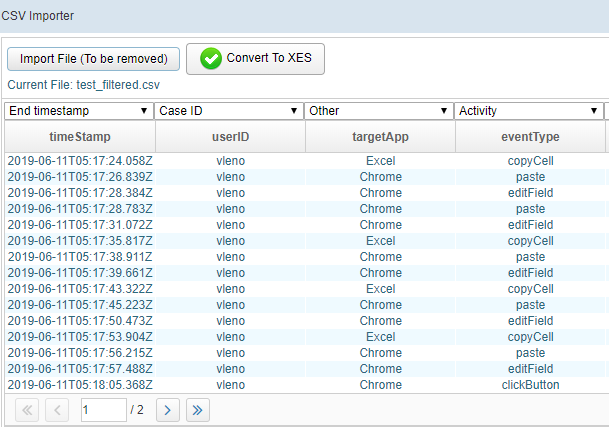 CSV Importer
Import File (To be removed) Convert To XES
Current File: test_filtered.csv
End timestamp Case ID Other Activity
timeStamp userID targetApp eventType
2019-06-11T05:17:24.058Z vleno Excel copyCell
2019-06-11T05:17:26.839Z vleno Chrome paste
2019-06-11T05:17:28.384Z vleno Chrome editField
2019-06-11T05:17:28.783Z vleno Chrome paste
2019-06-11T05:17:31.072Z vleno Chrome editField
2019-06-11T05:17:35.817Z vleno Excel copyCell
2019-06-11T05:17:38.911Z vleno Chrome paste
2019-06-11T05:17:39.661Z vleno Chrome editField
2019-06-11T05:17:43.322Z vleno Excel copyCell
2019-06-11T05:17:45.223Z vleno Chrome paste
2019-06-11T05:17:50.473Z vleno Chrome editField
2019-06-11T05:17:53.904Z vleno Excel copyCell
2019-06-11T05:17:56.215Z vleno Chrome paste
2019-06-11T05:17:57.488Z vleno Chrome editField
2019-06-11T05:18:05.368Z vleno Chrome clickButton
1 / 2